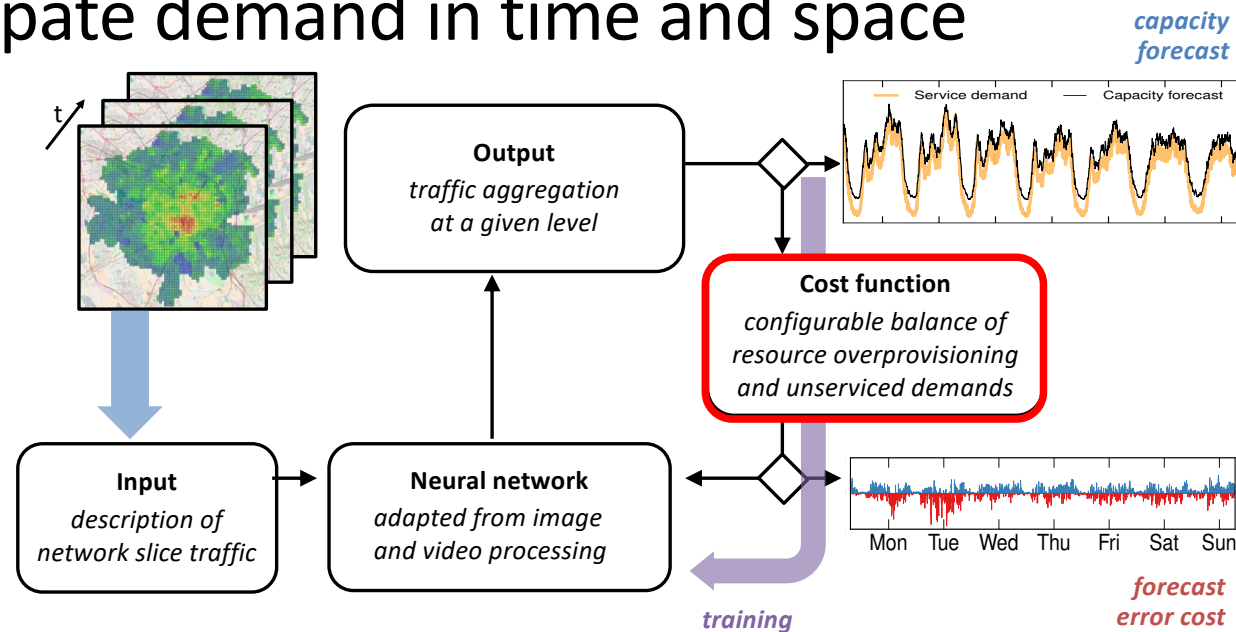 pate demand in time and space
capacity
forecast
t
Service demand
Capacity forecast
Output
traffic aggregation
at a given level
Cost function
configurable balance of
resource overprovisioning
and unserviced demands
Input
description of
network slice traffic
Neural network
adapted from image
and video processing
Mon Tue Wed Thu Fri Sat Sun
training
forecast
error cost